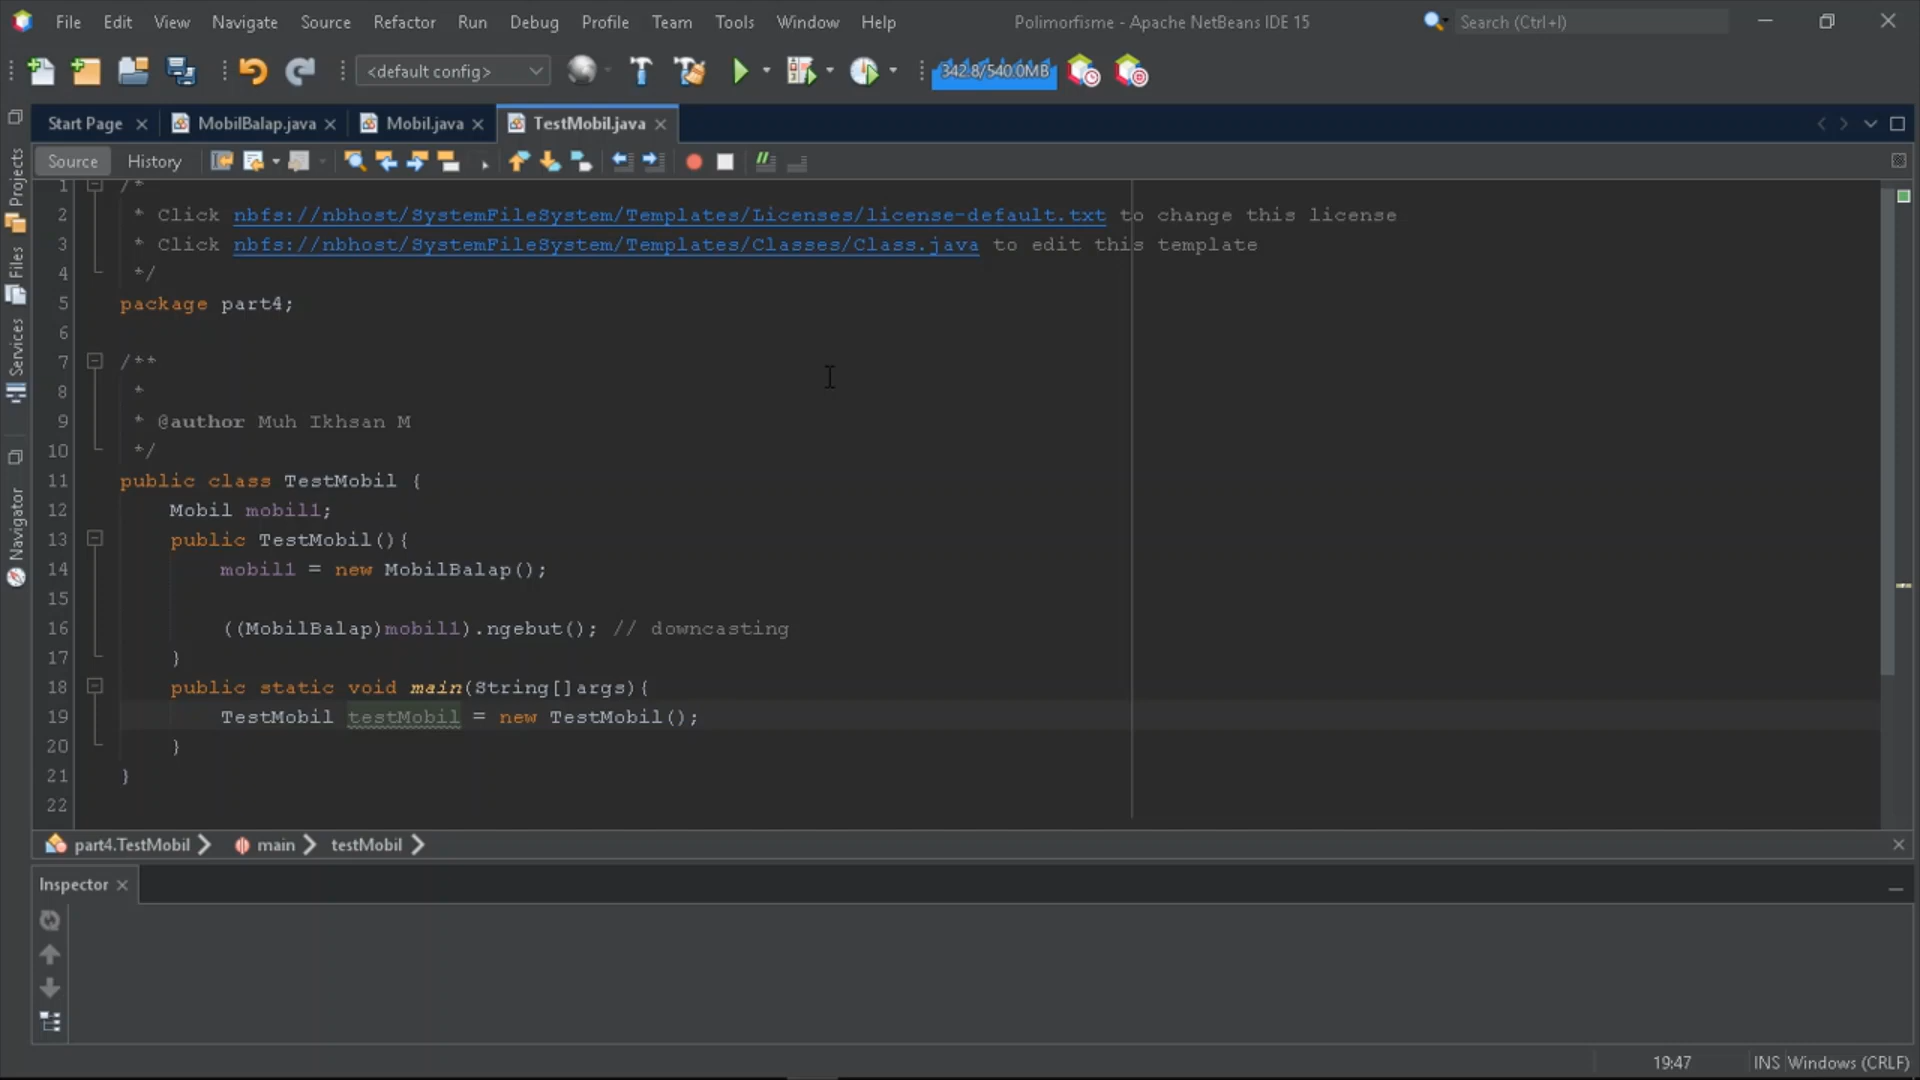 File Edit View Navigate Source Refactor Run Debug Profile Team Tools Window Help Polimorfisme - Apache NetBeans IDE 15 Search (Ctrl+I)
<default config> 342.8/540.0MB
Start Page MobilBalap.java Mobil.java TestMobil.java
Source History
Projects
Files
Services
Navigator
1 /*
2 * Click nbfs://nbhost/SystemFileSystem/Templates/Licenses/license-default.txt to change this license
3 * Click nbfs://nbhost/SystemFileSystem/Templates/Classes/Class.java to edit this template
4 */
5 package part4;
6
7 /**
8 *
9 * @author Muh Ikhsan M
10 */
11 public class TestMobil {
12 Mobil mobil1;
13 public TestMobil(){
14 mobil1 = new MobilBalap();
15
16 ((MobilBalap)mobil1).ngebut(); // downcasting
17 }
18 public static void main(String[]args){
19 TestMobil testMobil = new TestMobil();
20 }
21 }
22
part4.TestMobil main testMobil
Inspector
19:47 INS Windows (CRLF)